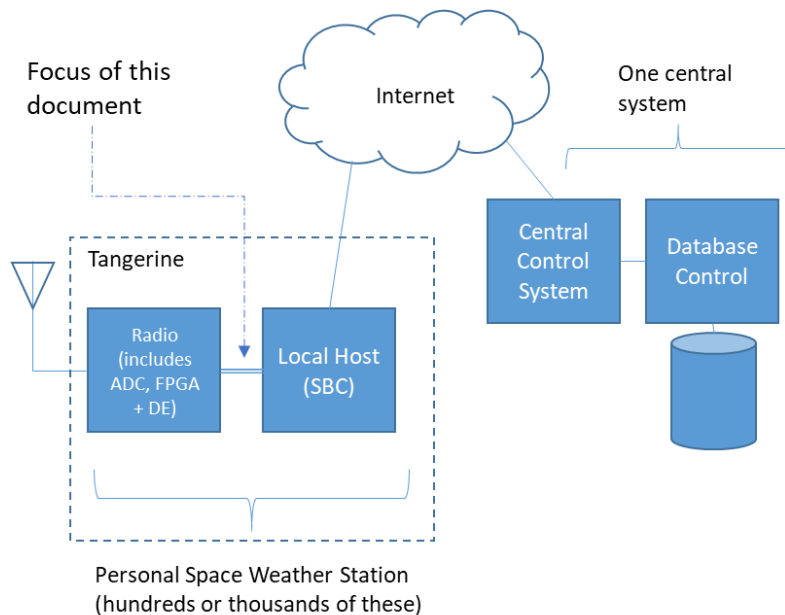 Focus of this
document
Internet
One central
system
Tangerine
Radio
(includes
ADC, FPGA
+ DE)
Local Host
(SBC)
Central
Control
System
Database
Control
Personal Space Weather Station
(hundreds or thousands of these)